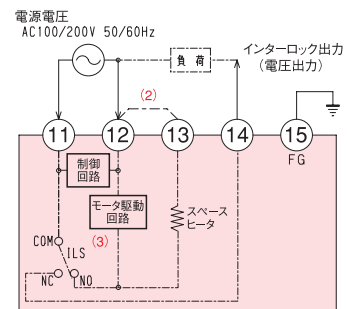 電源電圧
AC100/200V 50/60Hz
負荷
インターロック出力
(電圧出力)
(2)
11
12
13
14
15
FG
制御
回路
モータ駆動
回路
スペース
ヒータ
(3)
COM
ILS
NC
NO